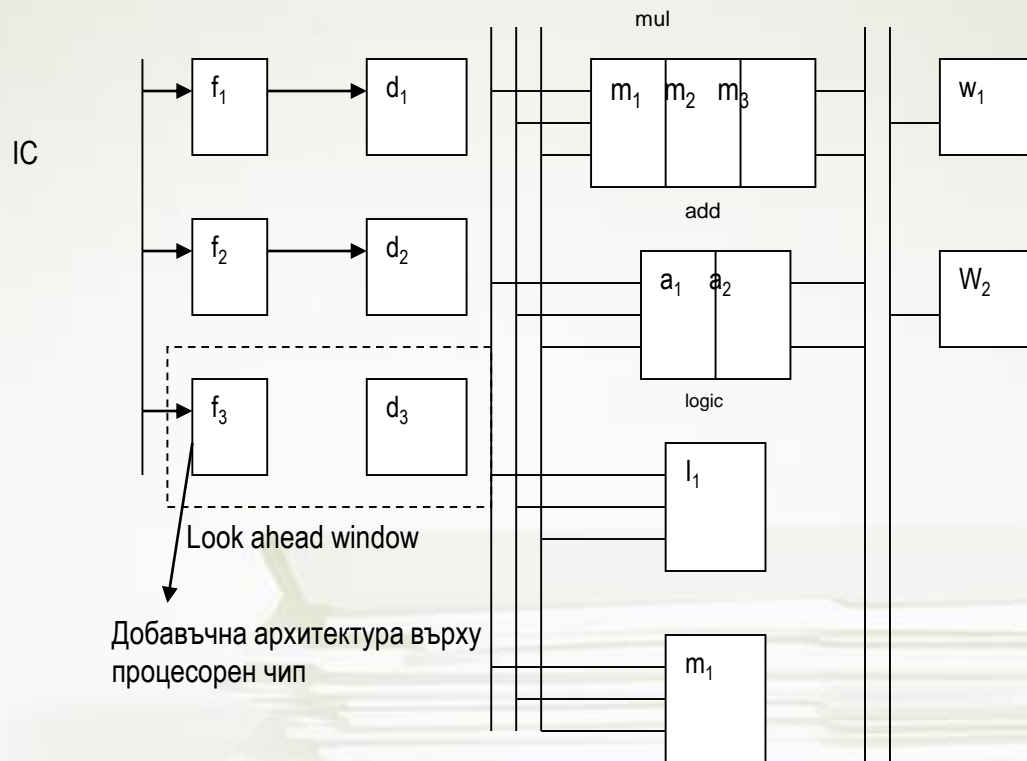 mul
f₁ d₁ m₁ m₂ m₃ w₁
IC
add
f₂ d₂ a₁ a₂ W₂
f₃ d₃
logic
l₁
Look ahead window
Добавъчна архитектура върху
процесорен чип
m₁